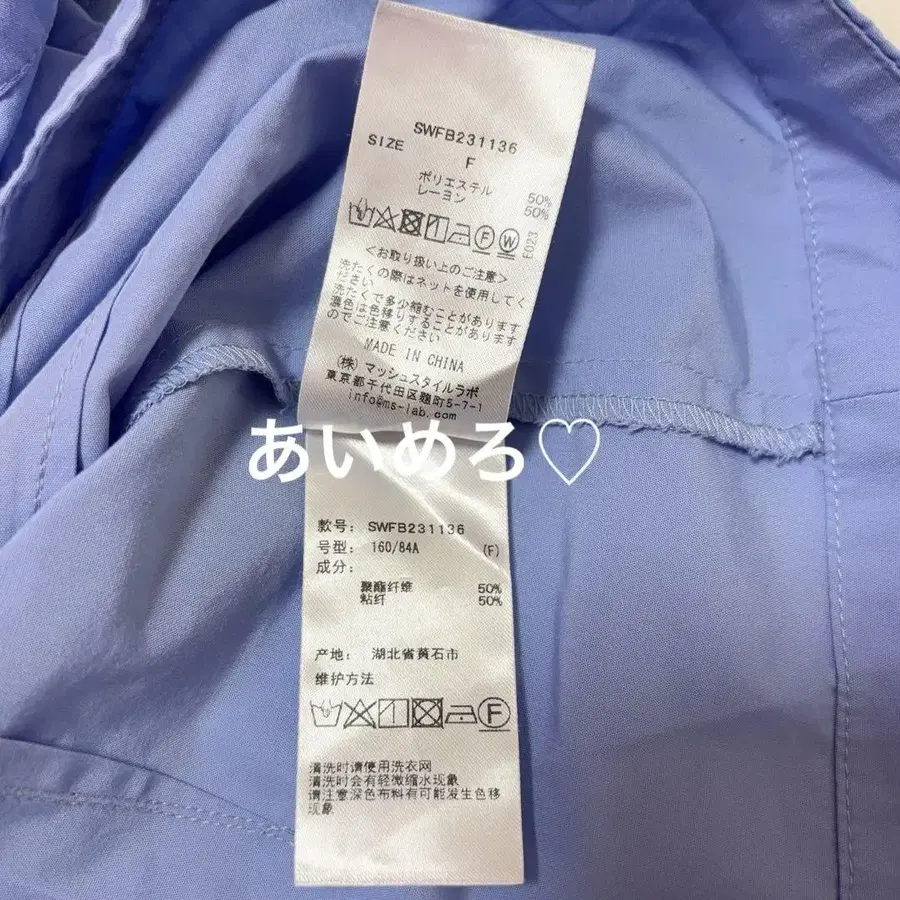 SWFB231136
SIZE F
ポリエステル 50%
レーヨン 50%
F W E023
<お取り扱い上のご注意>
洗たくの際はネットを使用してく
ださい
洗たくで多少縮むことがあります
濃色は色移りすることがあります
のでご注意ください
MADE IN CHINA
(株)マッシュスタイルラボ
東京都千代田区麹町5-7-1
info@ms-lab.com
あいめろ♡
款号: SWFB231136
号型: 160/84A (F)
成分:
聚酯纤维 50%
粘纤 50%
产地: 湖北省黄石市
维护方法
F
清洗时请使用洗衣网
清洗时会有轻微缩水现象
请注意深色布料有可能发生色移
现象